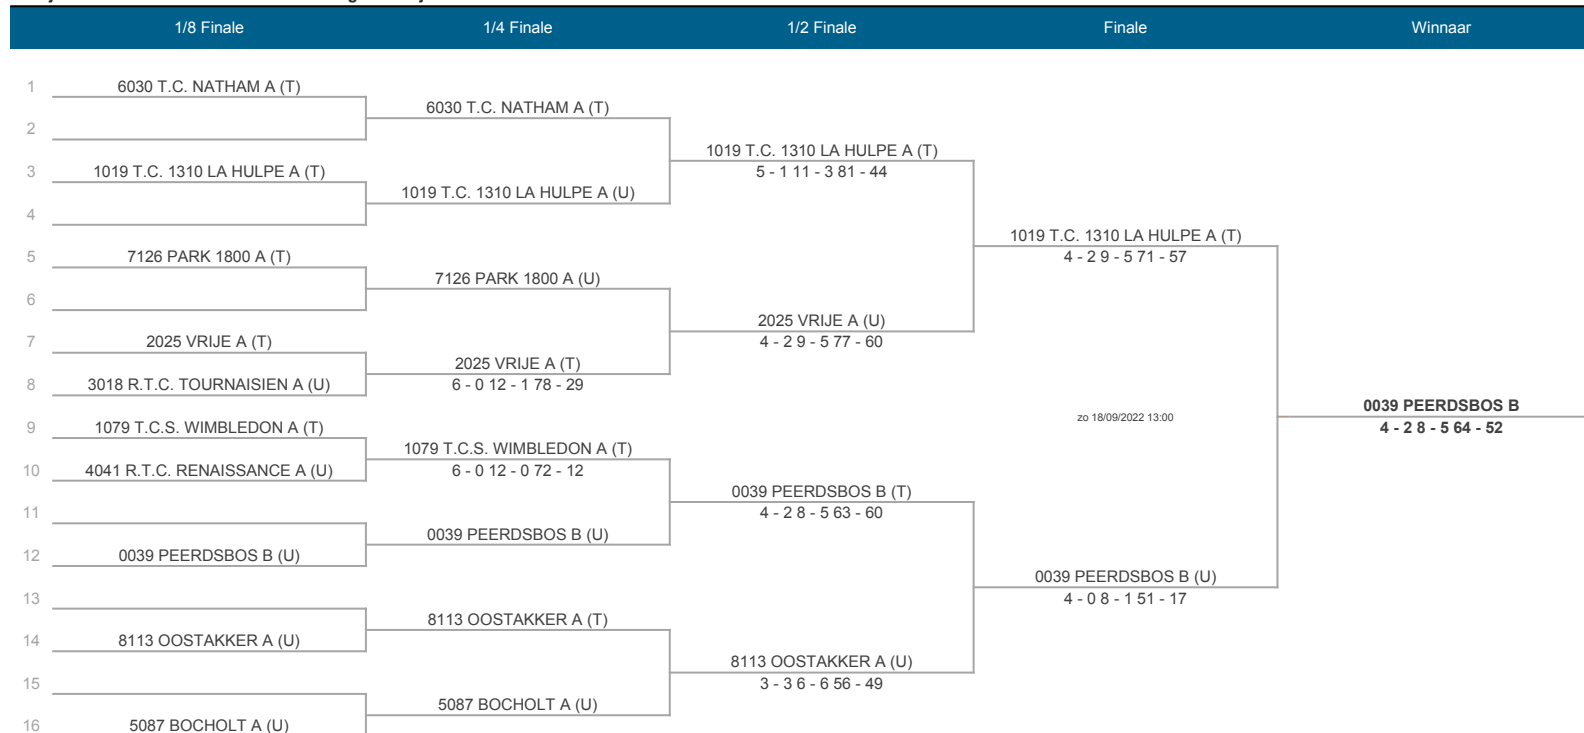 1/8 Finale 1/4 Finale 1/2 Finale Finale Winnaar
1 6030 T.C. NATHAM A (T)
6030 T.C. NATHAM A (T)
2
1019 T.C. 1310 LA HULPE A (T)
3 1019 T.C. 1310 LA HULPE A (T)
5 - 1 11 - 3 81 - 44
1019 T.C. 1310 LA HULPE A (U)
4
1019 T.C. 1310 LA HULPE A (T)
5 7126 PARK 1800 A (T)
4 - 2 9 - 5 71 - 57
7126 PARK 1800 A (U)
6
2025 VRIJE A (U)
7 2025 VRIJE A (T)
4 - 2 9 - 5 77 - 60
2025 VRIJE A (T)
8 3018 R.T.C. TOURNAISIEN A (U)
6 - 0 12 - 1 78 - 29
0039 PEERDSBOS B
zo 18/09/2022 13:00
9 1079 T.C.S. WIMBLEDON A (T)
4 - 2 8 - 5 64 - 52
1079 T.C.S. WIMBLEDON A (T)
10 4041 R.T.C. RENAISSANCE A (U)
6 - 0 12 - 0 72 - 12
0039 PEERDSBOS B (T)
11
4 - 2 8 - 5 63 - 60
0039 PEERDSBOS B (U)
12 0039 PEERDSBOS B (U)
0039 PEERDSBOS B (U)
13
4 - 0 8 - 1 51 - 17
8113 OOSTAKKER A (T)
14 8113 OOSTAKKER A (U)
8113 OOSTAKKER A (U)
15
3 - 3 6 - 6 56 - 49
5087 BOCHOLT A (U)
16 5087 BOCHOLT A (U)